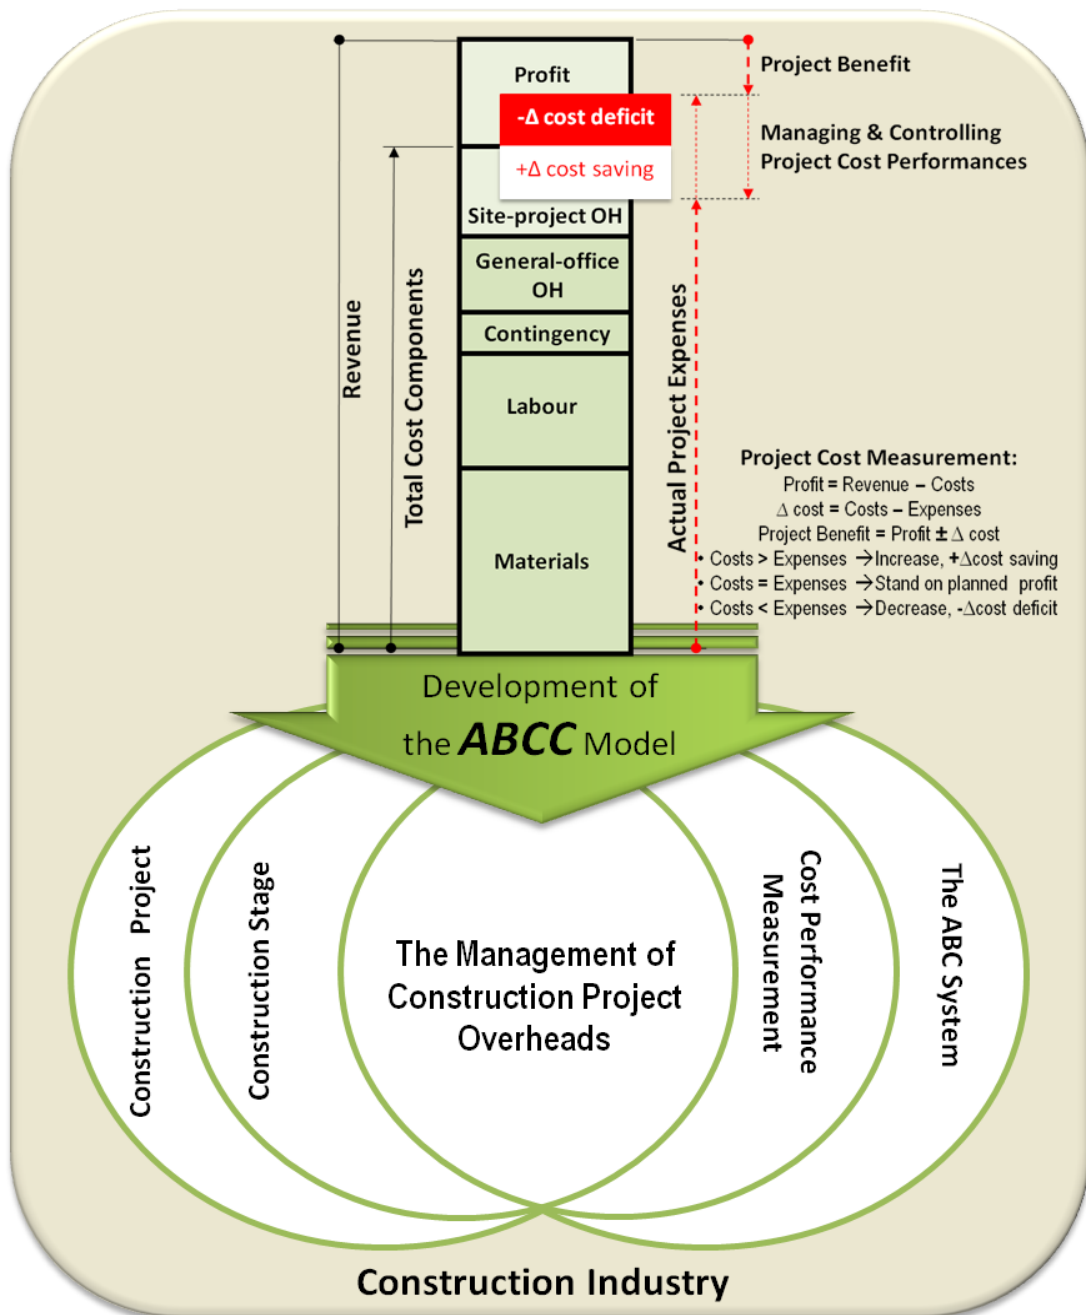 Profit
-Δ cost deficit
+Δ cost saving
Site-project OH
General-office
OH
Contingency
Labour
Materials
Revenue
Total Cost Components
Actual Project Expenses
Project Benefit
Managing & Controlling
Project Cost Performances
Project Cost Measurement:
Profit = Revenue – Costs
Δ cost = Costs – Expenses
Project Benefit = Profit ± Δ cost
• Costs > Expenses →Increase, +Δcost saving
• Costs = Expenses →Stand on planned profit
• Costs < Expenses →Decrease, -Δcost deficit
Development of
the ABCC Model
Construction Project
Construction Stage
The Management of
Construction Project
Overheads
Cost Performance
Measurement
The ABC System
Construction Industry